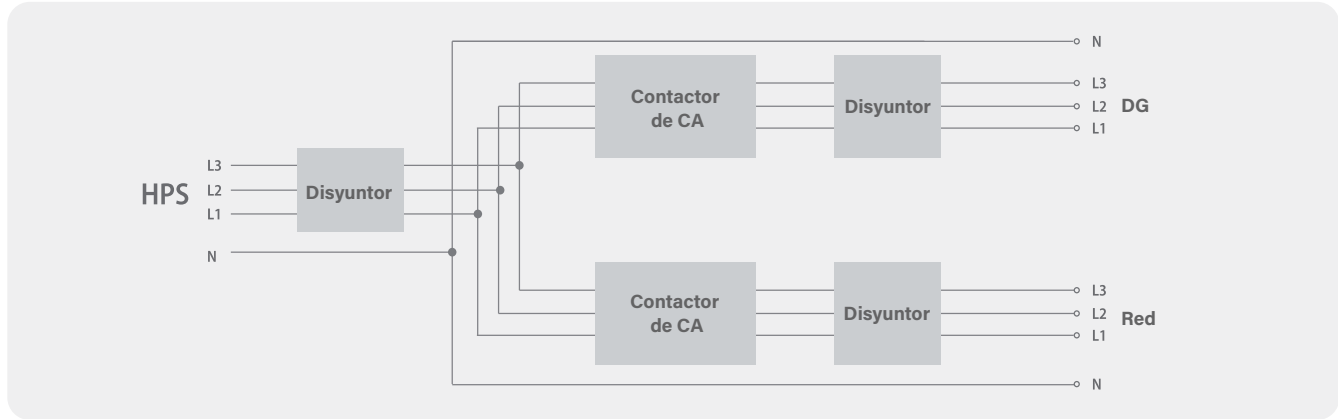 N
L3
L2
L1
DG
Contactor
de CA
Disyuntor
HPS
L3
L2
L1
N
Disyuntor
Contactor
de CA
Disyuntor
L3
L2
L1
Red
N